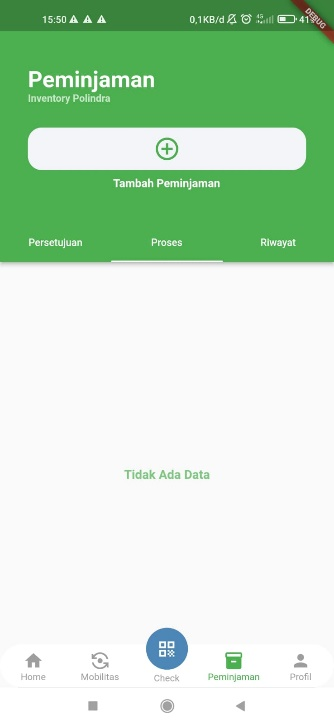 15:50
0,1KB/d
4G
DEBUG
Peminjaman
Inventory Polindra
Tambah Peminjaman
Persetujuan
Proses
Riwayat
Tidak Ada Data
Home
Mobilitas
Check
Peminjaman
Profil